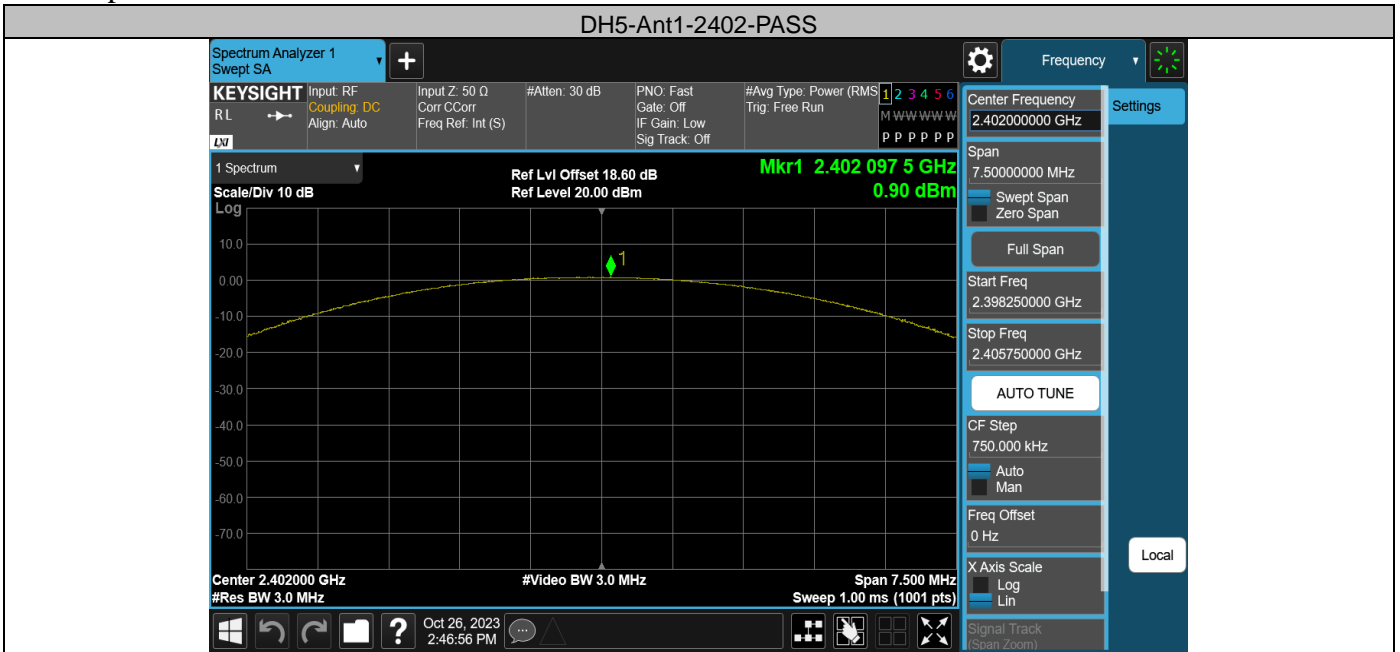 DH5-Ant1-2402-PASS
Spectrum Analyzer 1
Swept SA
+
Frequency
KEYSIGHT
RL
LXI
Input: RF
Coupling: DC
Align: Auto
Input Z: 50 Ω
Corr CCorr
Freq Ref: Int (S)
#Atten: 30 dB
PNO: Fast
Gate: Off
IF Gain: Low
Sig Track: Off
#Avg Type: Power (RMS
Trig: Free Run
1 2 3 4 5 6
M W W W W W
P P P P P P
Center Frequency
2.402000000 GHz
Settings
Span
7.50000000 MHz
Swept Span
Zero Span
Full Span
Start Freq
2.398250000 GHz
Stop Freq
2.405750000 GHz
AUTO TUNE
CF Step
750.000 kHz
Auto
Man
Freq Offset
0 Hz
X Axis Scale
Log
Lin
Signal Track
(Span Zoom)
Local
1 Spectrum
Scale/Div 10 dB
Log
Ref Lvl Offset 18.60 dB
Ref Level 20.00 dBm
Mkr1 2.402 097 5 GHz
0.90 dBm
1
10.0
0.00
-10.0
-20.0
-30.0
-40.0
-50.0
-60.0
-70.0
Center 2.402000 GHz
#Res BW 3.0 MHz
#Video BW 3.0 MHz
Span 7.500 MHz
Sweep 1.00 ms (1001 pts)
?
Oct 26, 2023
2:46:56 PM